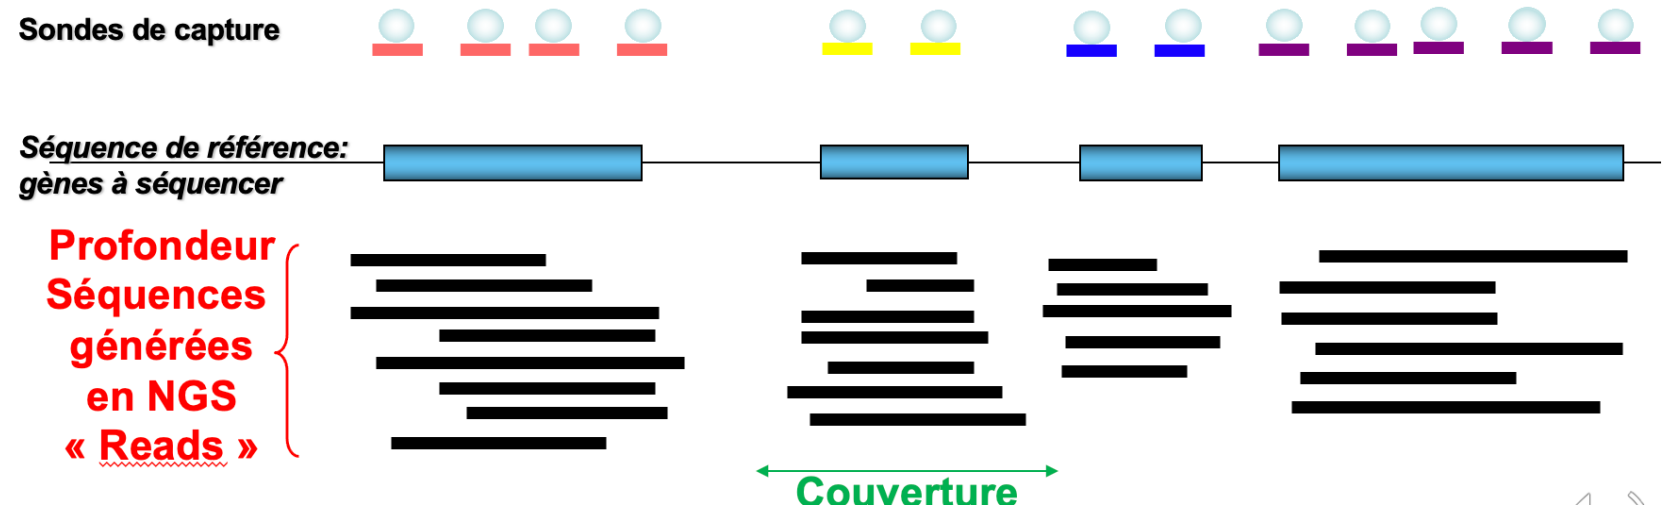 Sondes de capture
Séquence de référence:
gènes à séquencer
Profondeur
Séquences
générées
en NGS
« Reads »
Couverture